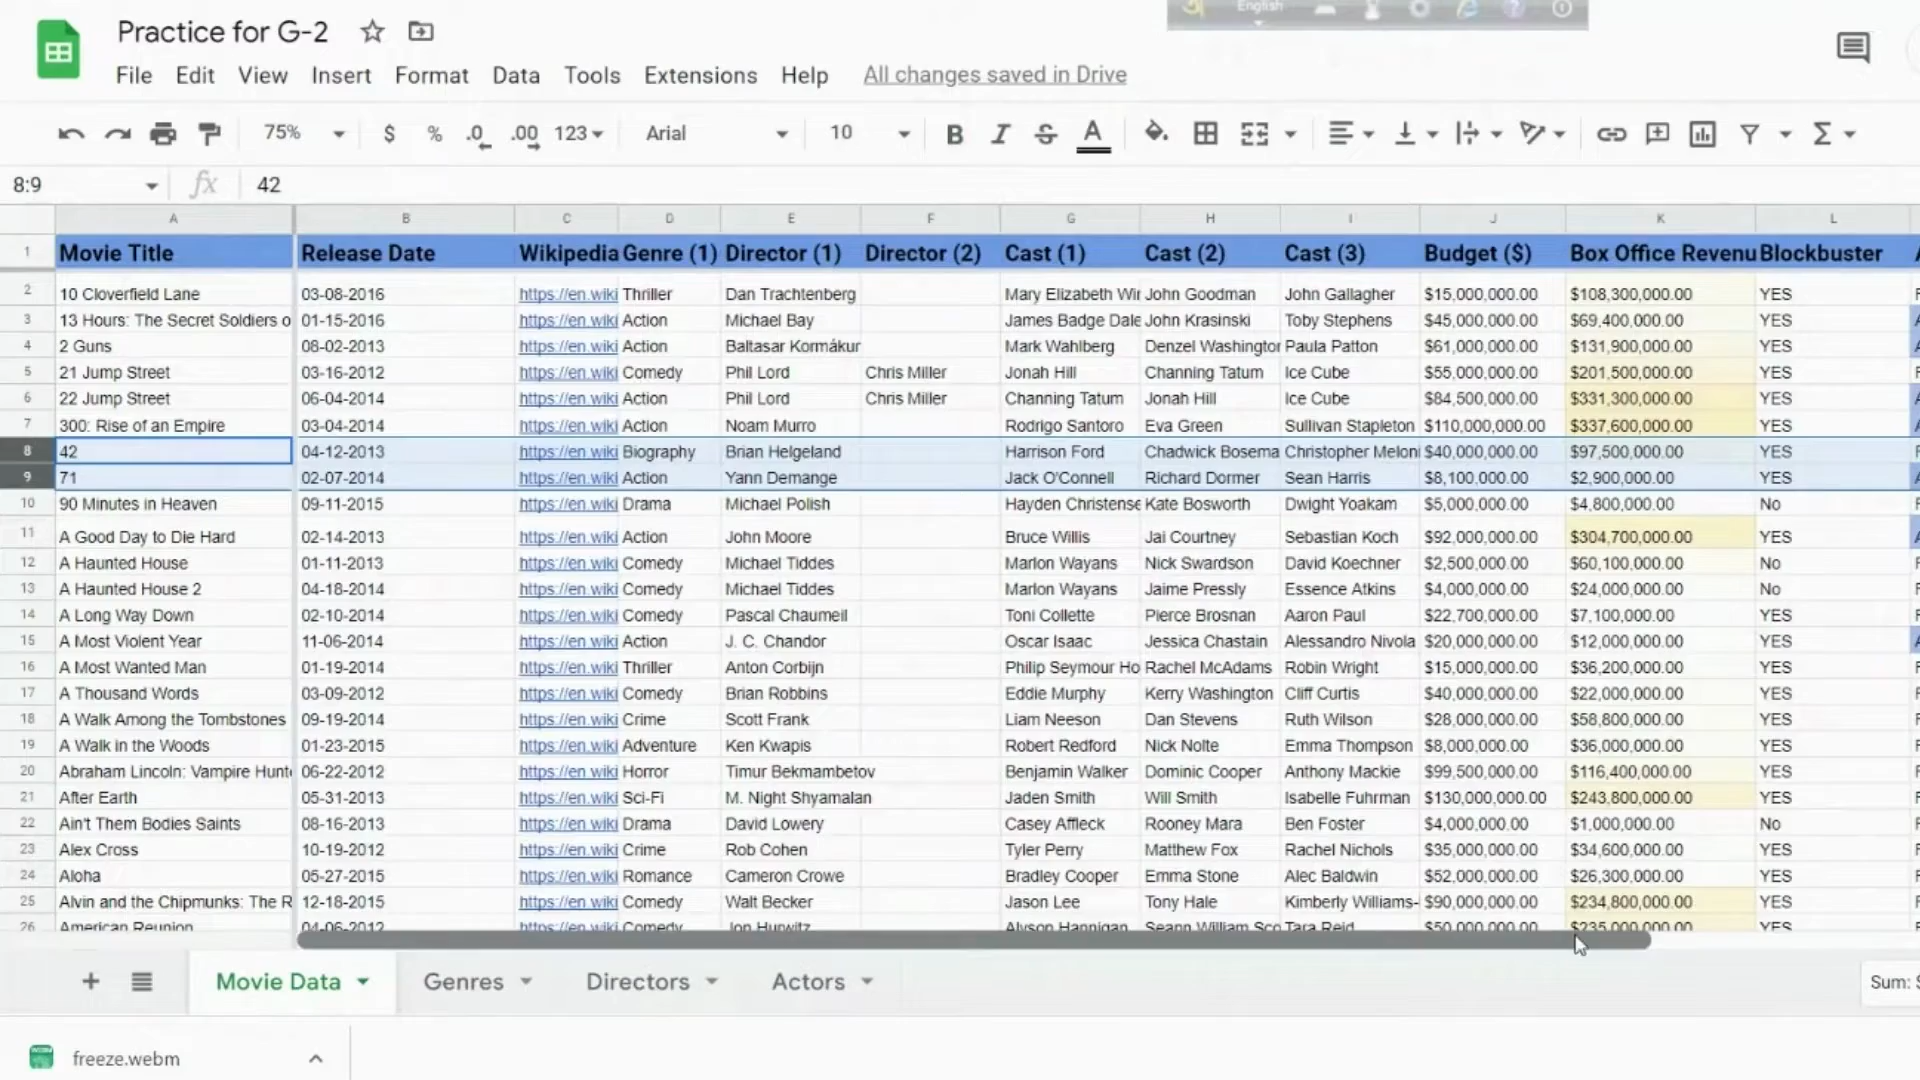 Practice for G-2
English
File Edit View Insert Format Data Tools Extensions Help All changes saved in Drive
75% $ % .0 .00 123 Arial 10 B I S A Σ
8:9 fx 42
A B C D E F G H I J K L
1 Movie Title Release Date Wikipedia Genre (1) Director (1) Director (2) Cast (1) Cast (2) Cast (3) Budget ($) Box Office Revenu Blockbuster
2 10 Cloverfield Lane 03-08-2016 https://en.wiki Thriller Dan Trachtenberg Mary Elizabeth Wi John Goodman John Gallagher $15,000,000.00 $108,300,000.00 YES
3 13 Hours: The Secret Soldiers o 01-15-2016 https://en.wiki Action Michael Bay James Badge Dale John Krasinski Toby Stephens $45,000,000.00 $69,400,000.00 YES
4 2 Guns 08-02-2013 https://en.wiki Action Baltasar Kormákur Mark Wahlberg Denzel Washington Paula Patton $61,000,000.00 $131,900,000.00 YES
5 21 Jump Street 03-16-2012 https://en.wiki Comedy Phil Lord Chris Miller Jonah Hill Channing Tatum Ice Cube $55,000,000.00 $201,500,000.00 YES
6 22 Jump Street 06-04-2014 https://en.wiki Action Phil Lord Chris Miller Channing Tatum Jonah Hill Ice Cube $84,500,000.00 $331,300,000.00 YES
7 300: Rise of an Empire 03-04-2014 https://en.wiki Action Noam Murro Rodrigo Santoro Eva Green Sullivan Stapleton $110,000,000.00 $337,600,000.00 YES
8 42 04-12-2013 https://en.wiki Biography Brian Helgeland Harrison Ford Chadwick Bosema Christopher Meloni $40,000,000.00 $97,500,000.00 YES
9 71 02-07-2014 https://en.wiki Action Yann Demange Jack O'Connell Richard Dormer Sean Harris $8,100,000.00 $2,900,000.00 YES
10 90 Minutes in Heaven 09-11-2015 https://en.wiki Drama Michael Polish Hayden Christense Kate Bosworth Dwight Yoakam $5,000,000.00 $4,800,000.00 No
11 A Good Day to Die Hard 02-14-2013 https://en.wiki Action John Moore Bruce Willis Jai Courtney Sebastian Koch $92,000,000.00 $304,700,000.00 YES
12 A Haunted House 01-11-2013 https://en.wiki Comedy Michael Tiddes Marlon Wayans Nick Swardson David Koechner $2,500,000.00 $60,100,000.00 No
13 A Haunted House 2 04-18-2014 https://en.wiki Comedy Michael Tiddes Marlon Wayans Jaime Pressly Essence Atkins $4,000,000.00 $24,000,000.00 No
14 A Long Way Down 02-10-2014 https://en.wiki Comedy Pascal Chaumeil Toni Collette Pierce Brosnan Aaron Paul $22,700,000.00 $7,100,000.00 YES
15 A Most Violent Year 11-06-2014 https://en.wiki Action J. C. Chandor Oscar Isaac Jessica Chastain Alessandro Nivola $20,000,000.00 $12,000,000.00 YES
16 A Most Wanted Man 01-19-2014 https://en.wiki Thriller Anton Corbijn Philip Seymour Ho Rachel McAdams Robin Wright $15,000,000.00 $36,200,000.00 YES
17 A Thousand Words 03-09-2012 https://en.wiki Comedy Brian Robbins Eddie Murphy Kerry Washington Cliff Curtis $40,000,000.00 $22,000,000.00 YES
18 A Walk Among the Tombstones 09-19-2014 https://en.wiki Crime Scott Frank Liam Neeson Dan Stevens Ruth Wilson $28,000,000.00 $58,800,000.00 YES
19 A Walk in the Woods 01-23-2015 https://en.wiki Adventure Ken Kwapis Robert Redford Nick Nolte Emma Thompson $8,000,000.00 $36,000,000.00 YES
20 Abraham Lincoln: Vampire Hunt 06-22-2012 https://en.wiki Horror Timur Bekmambetov Benjamin Walker Dominic Cooper Anthony Mackie $99,500,000.00 $116,400,000.00 YES
21 After Earth 05-31-2013 https://en.wiki Sci-Fi M. Night Shyamalan Jaden Smith Will Smith Isabelle Fuhrman $130,000,000.00 $243,800,000.00 YES
22 Ain't Them Bodies Saints 08-16-2013 https://en.wiki Drama David Lowery Casey Affleck Rooney Mara Ben Foster $4,000,000.00 $1,000,000.00 No
23 Alex Cross 10-19-2012 https://en.wiki Crime Rob Cohen Tyler Perry Matthew Fox Rachel Nichols $35,000,000.00 $34,600,000.00 YES
24 Aloha 05-27-2015 https://en.wiki Romance Cameron Crowe Bradley Cooper Emma Stone Alec Baldwin $52,000,000.00 $26,300,000.00 YES
25 Alvin and the Chipmunks: The R 12-18-2015 https://en.wiki Comedy Walt Becker Jason Lee Tony Hale Kimberly Williams- $90,000,000.00 $234,800,000.00 YES
26 American Reunion 04-06-2012 https://en.wiki Comedy Jon Hurwitz Alyson Hannigan Seann William Sco Tara Reid $50,000,000.00 $235,000,000.00 YES
Movie Data Genres Directors Actors Sum:
freeze.webm